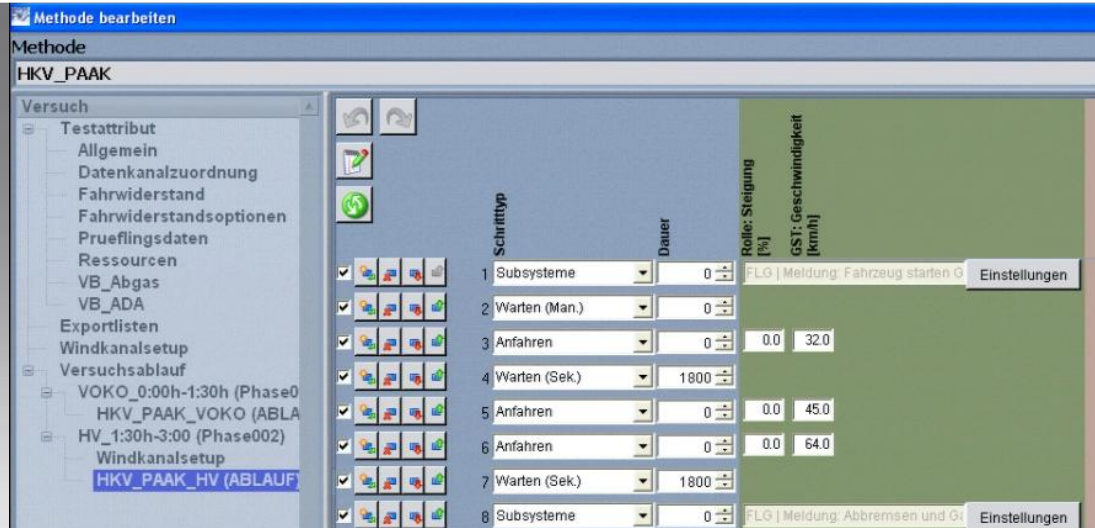 Methode bearbeiten
Methode
HKV_PAAK
Versuch
Testattribut
Allgemein
Datenkanalzuordnung
Fahrwiderstand
Fahrwiderstandsoptionen
Prueflingsdaten
Ressourcen
VB_Abgas
VB_ADA
Exportlisten
Windkanalsetup
Versuchsablauf
VOKO_0:00h-1:30h (Phase0
HKV_PAAK_VOKO (ABLA
HV_1:30h-3:00 (Phase002)
Windkanalsetup
HKV_PAAK_HV (ABLAUF)
Schritttyp
Dauer
Rolle: Steigung
[%]
GST: Geschwindigkeit
[km/h]
1 Subsysteme 0 FLG | Meldung: Fahrzeug starten G Einstellungen
2 Warten (Man.) 0
3 Anfahren 0 0.0 32.0
4 Warten (Sek.) 1800
5 Anfahren 0 0.0 45.0
6 Anfahren 0 0.0 64.0
7 Warten (Sek.) 1800
8 Subsysteme 0 FLG | Meldung: Abbremsen und Ga Einstellungen